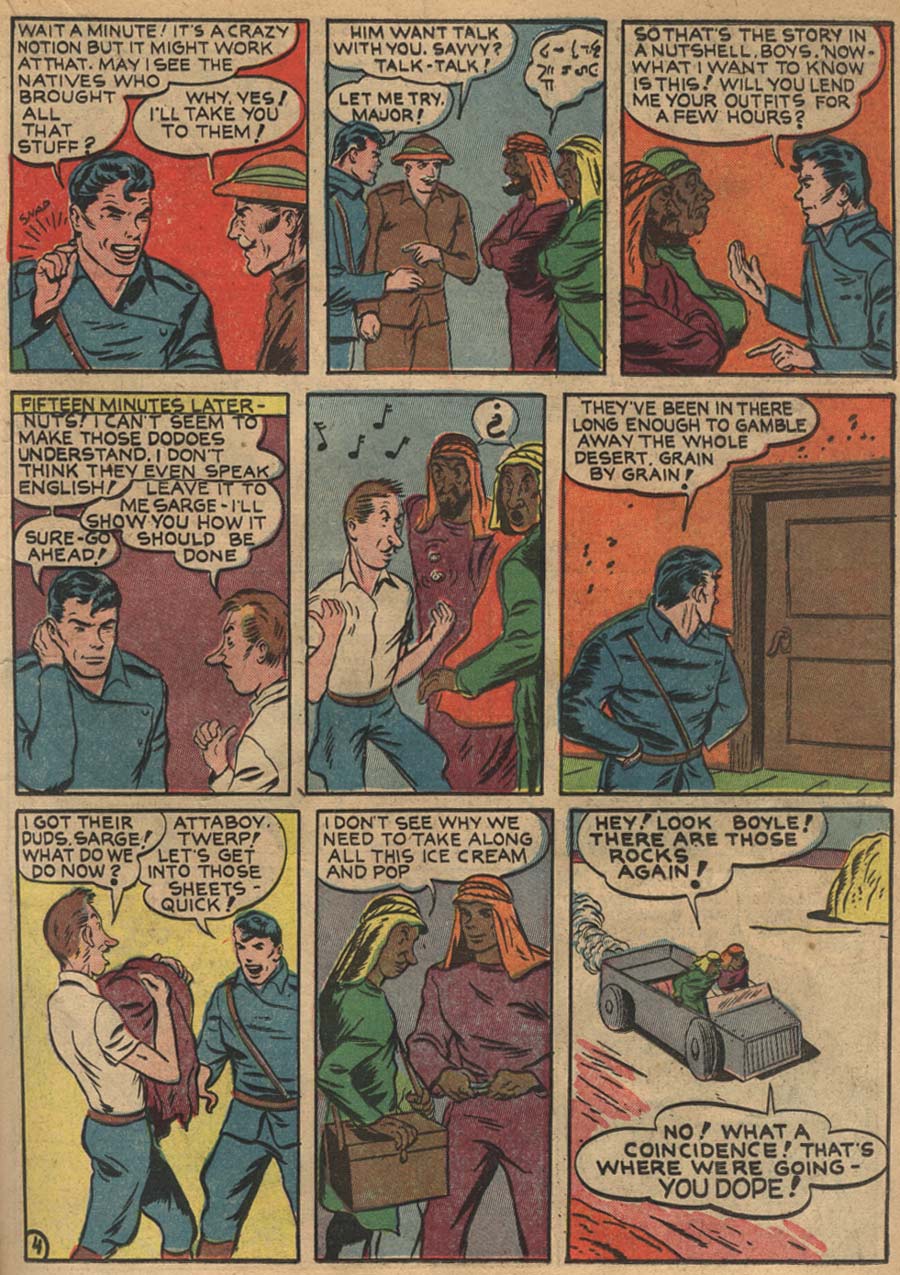 WAIT A MINUTE! IT'S A CRAZY
NOTION BUT IT MIGHT WORK
AT THAT. MAY I SEE THE
NATIVES WHO
BROUGHT
ALL
THAT
STUFF?
WHY, YES!
I'LL TAKE YOU
TO THEM!
SNAP
HIM WANT TALK
WITH YOU. SAVVY?
TALK-TALK!
LET ME TRY,
MAJOR!
SO THAT'S THE STORY IN
A NUTSHELL, BOYS. NOW-
WHAT I WANT TO KNOW
IS THIS! WILL YOU LEND
ME YOUR OUTFITS FOR
A FEW HOURS?
FIFTEEN MINUTES LATER-
NUTS! I CAN'T SEEM TO
MAKE THOSE DODOES
UNDERSTAND. I DON'T
THINK THEY EVEN SPEAK
ENGLISH!
LEAVE IT TO
ME SARGE-I'LL
SHOW YOU HOW IT
SHOULD BE
DONE
SURE-GO
AHEAD!
¿
THEY'VE BEEN IN THERE
LONG ENOUGH TO GAMBLE
AWAY THE WHOLE
DESERT, GRAIN
BY GRAIN!
I GOT THEIR
DUDS, SARGE!
WHAT DO WE
DO NOW?
ATTABOY,
TWERP!
LET'S GET
INTO THOSE
SHEETS-
QUICK!
4
I DON'T SEE WHY WE
NEED TO TAKE ALONG
ALL THIS ICE CREAM
AND POP
HEY! LOOK BOYLE!
THERE ARE THOSE
ROCKS
AGAIN!
NO! WHAT A
COINCIDENCE! THAT'S
WHERE WE'RE GOING-
YOU DOPE!